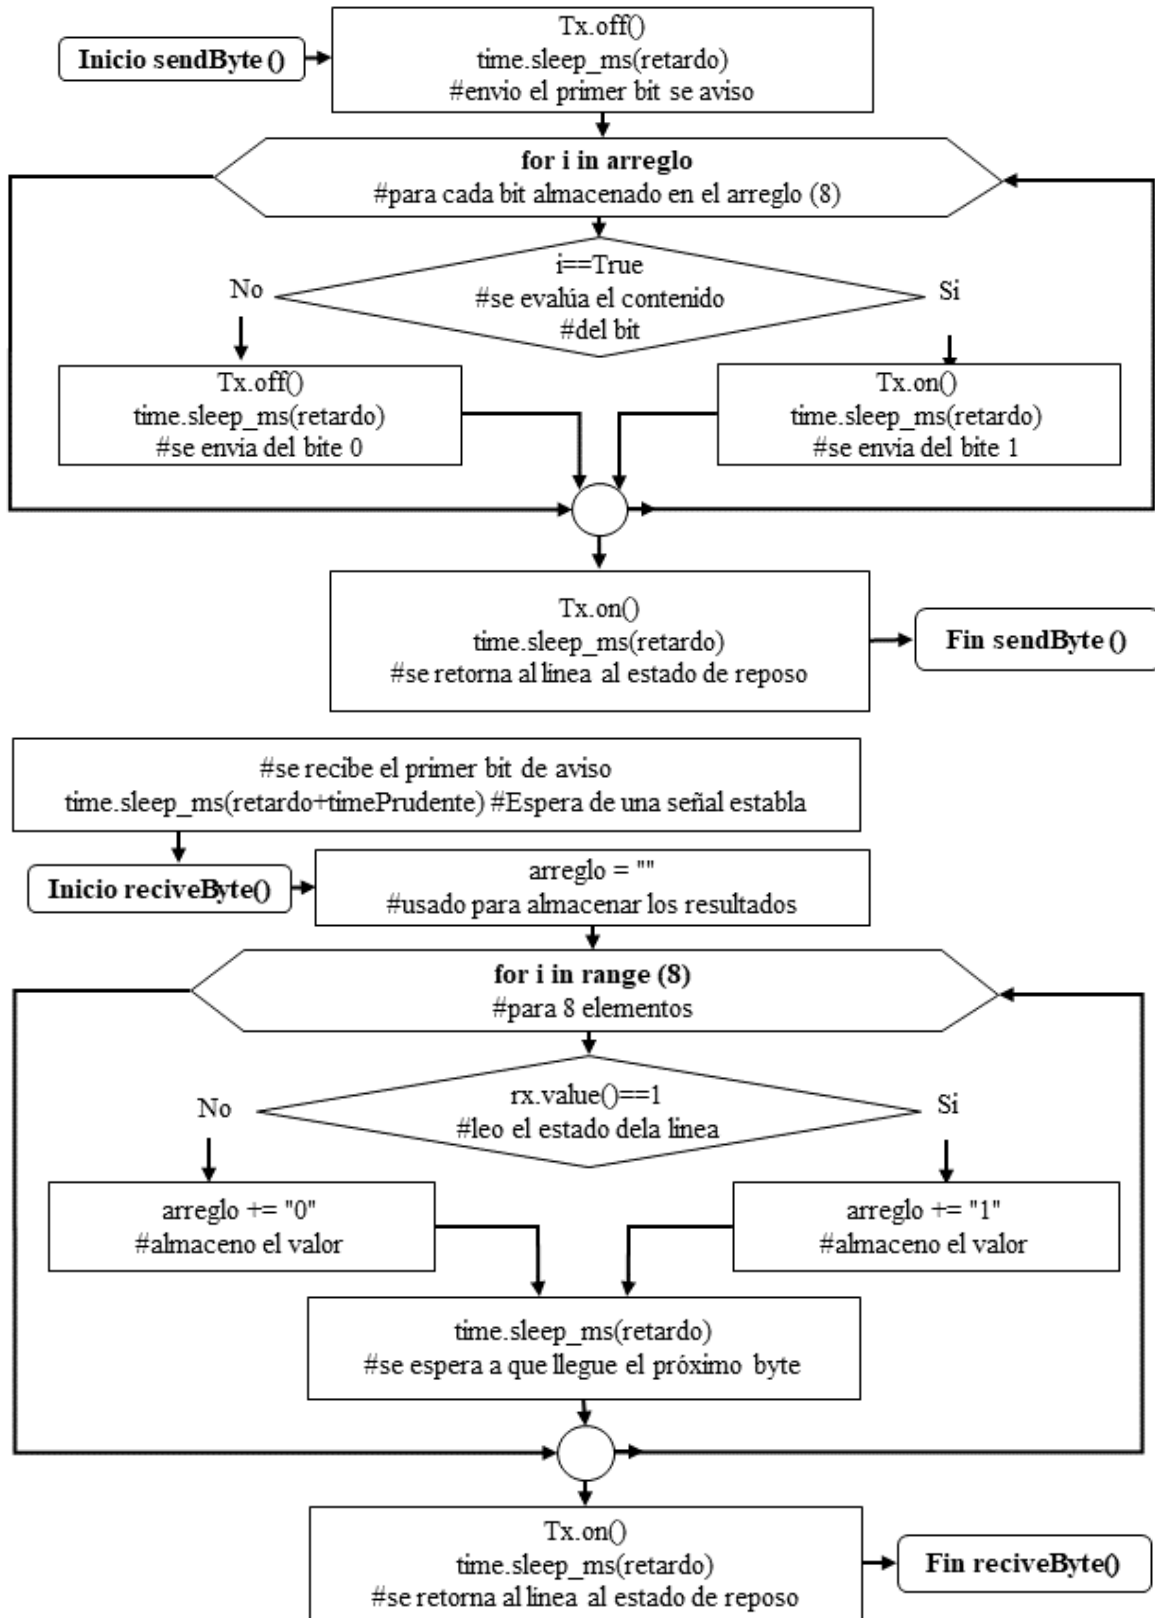 Tx.off()
Inicio sendByte ()
time.sleep_ms(retardo)
#envio el primer bit se aviso
for i in arreglo
#para cada bit almacenado en el arreglo (8)
i==True
No
#se evalúa el contenido
Si
#del bit
Tx.off()
time.sleep_ms(retardo)
#se envia del bite 0
Tx.on()
time.sleep_ms(retardo)
#se envia del bite 1
Tx.on()
time.sleep_ms(retardo)
#se retorna al linea al estado de reposo
Fin sendByte ()
#se recibe el primer bit de aviso
time.sleep_ms(retardo+timePrudente) #Espera de una señal establa
Inicio reciveByte()
arreglo = ""
#usado para almacenar los resultados
for i in range (8)
#para 8 elementos
rx.value()==1
No
#leo el estado dela linea
Si
arreglo += "0"
#almaceno el valor
arreglo += "1"
#almaceno el valor
time.sleep_ms(retardo)
#se espera a que llegue el próximo byte
Tx.on()
time.sleep_ms(retardo)
#se retorna al linea al estado de reposo
Fin reciveByte()